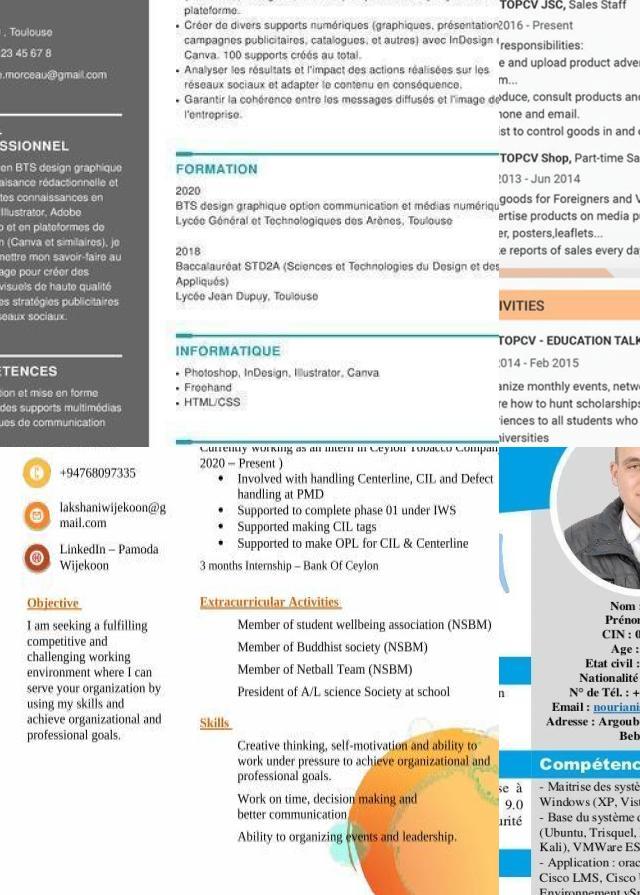 , Toulouse
23 45 67 8
e.morceau@gmail.com
SSIONNEL
en BTS design graphique
aisance rédactionnelle et
tes connaissances en
Illustrator, Adobe
o et en plateformes de
n (Canva et similaires), je
mettre mon savoir-faire au
age pour créer des
visuels de haute qualité
es stratégies publicitaires
seaux sociaux.
ETENCES
tion et mise en forme
des supports multimédias
ues de communication
plateforme.
• Créer de divers supports numériques (graphiques, présentation
campagnes publicitaires, catalogues, et autres) avec InDesign
Canva. 100 supports créés au total.
• Analyser les résultats et l'impact des actions réalisées sur les
réseaux sociaux et adapter le contenu en conséquence.
• Garantir la cohérence entre les messages diffusés et l'image de
l'entreprise.
FORMATION
2020
BTS design graphique option communication et médias numériqu
Lycée Général et Technologiques des Arènes, Toulouse
2018
Baccalauréat STD2A (Sciences et Technologies du Design et des
Appliqués)
Lycée Jean Dupuy, Toulouse
INFORMATIQUE
• Photoshop, InDesign, Illustrator, Canva
• Freehand
• HTML/CSS
TOPCV JSC, Sales Staff
2016 - Present
responsibilities:
e and upload product adver
m...
duce, consult products and
hone and email.
ist to control goods in and
TOPCV Shop, Part-time Sa
2013 - Jun 2014
goods for Foreigners and V
ertise products on media pu
er, posters,leaflets...
e reports of sales every da
IVITIES
TOPCV - EDUCATION TALK
2014 - Feb 2015
anize monthly events, netw
re how to hunt scholarships
riences to all students who
niversities
+94768097335
lakshaniwijekoon@g
mail.com
LinkedIn – Pamoda
Wijekoon
Objective
I am seeking a fulfilling
competitive and
challenging working
environment where I can
serve your organization by
using my skills and
achieve organizational and
professional goals.
Currently working as an intern in Ceylon Tobacco Compan
2020 – Present )
• Involved with handling Centerline, CIL and Defect
handling at PMD
• Supported to complete phase 01 under IWS
• Supported making CIL tags
• Supported to make OPL for CIL & Centerline
3 months Internship – Bank Of Ceylon
Extracurricular Activities
Member of student wellbeing association (NSBM)
Member of Buddhist society (NSBM)
Member of Netball Team (NSBM)
President of A/L science Society at school
Skills
Creative thinking, self-motivation and ability to
work under pressure to achieve organizational and
professional goals.
Work on time, decision making and
better communication
Ability to organizing events and leadership.
n
se à
9.0
urité
Nom :
Prénom
CIN : 0
Age :
Etat civil :
Nationalité
N° de Tél. : +
Email : nouriani
Adresse : Argoub
Beb
Compétenc
- Maitrise des systè
Windows (XP, Vist
- Base du système d
(Ubuntu, Trisquel,
Kali), VMWare ES
- Application : orac
Cisco LMS, Cisco
Environnement vS